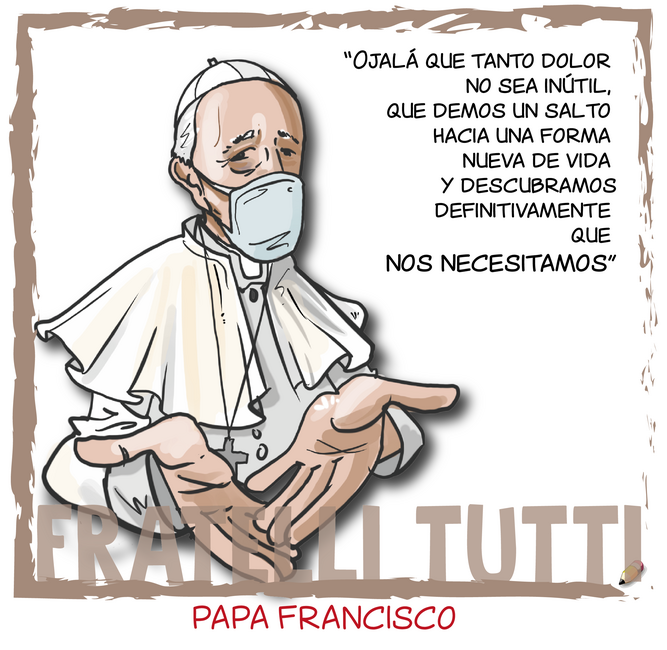 “OJALÁ QUE TANTO DOLOR
NO SEA INÚTIL,
QUE DEMOS UN SALTO
HACIA UNA FORMA
NUEVA DE VIDA
Y DESCUBRAMOS
DEFINITIVAMENTE
QUE
NOS NECESITAMOS”
FRATELLI TUTTI
PAPA FRANCISCO